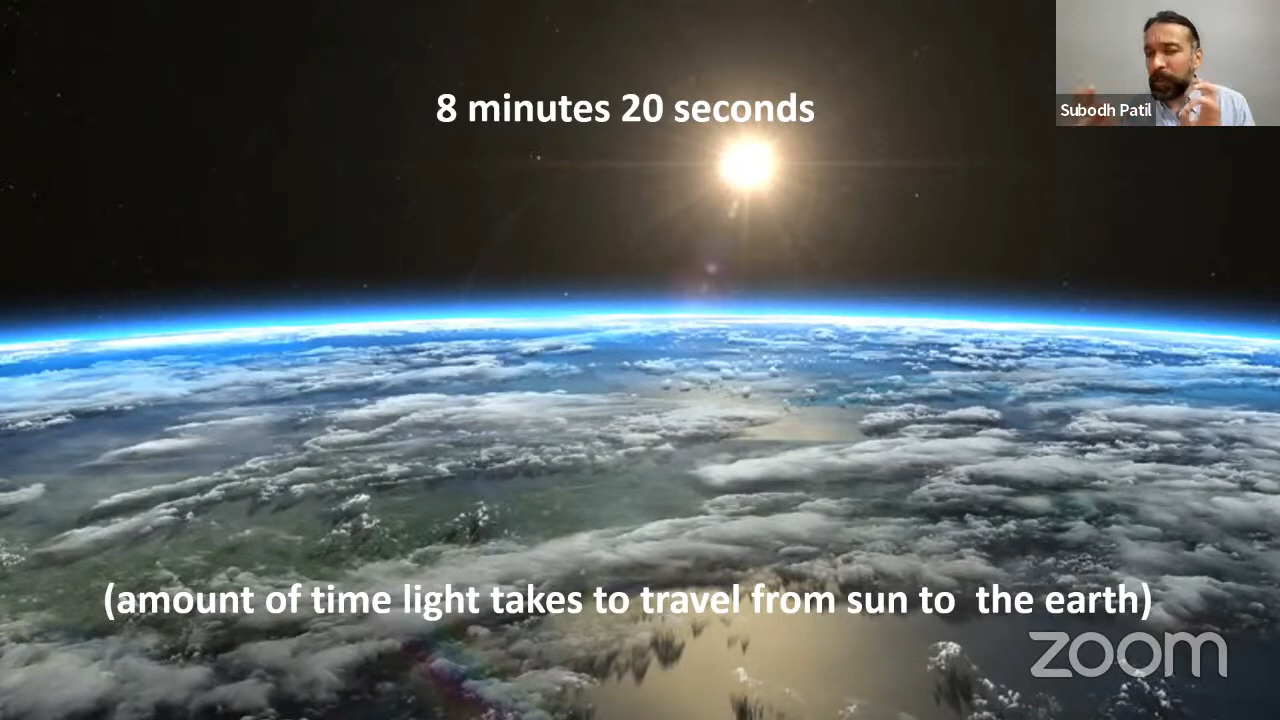 8 minutes 20 seconds
Subodh Patil
(amount of time light takes to travel from sun to  the earth)
zoom